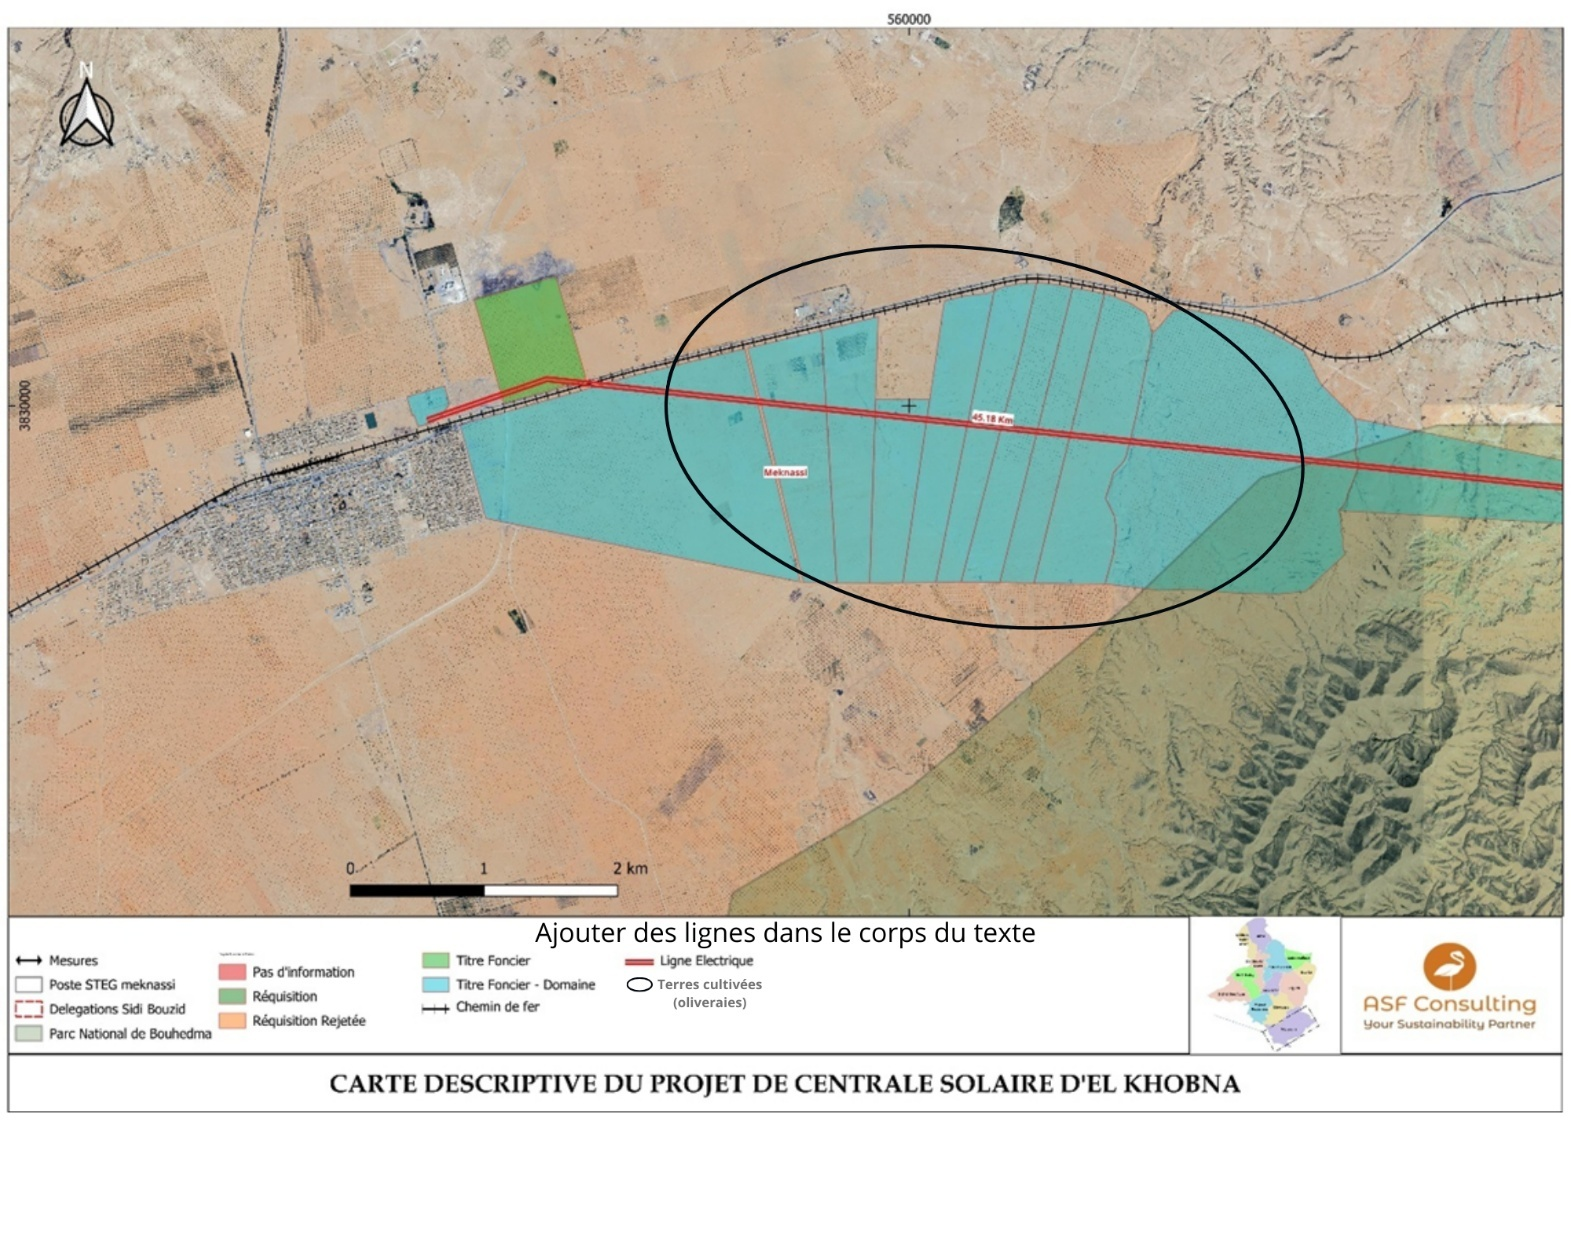 560000
N
3830000
45.18 Km
Meknassi
0 1 2 km
Ajouter des lignes dans le corps du texte
Mesures
Poste STEG meknassi
Delegations Sidi Bouzid
Parc National de Bouhedma
Pas d'information
Réquisition
Réquisition Rejetée
Titre Foncier
Titre Foncier - Domaine
Chemin de fer
Ligne Electrique
Terres cultivées
(oliveraies)
ASF Consulting
Your Sustainability Partner
CARTE DESCRIPTIVE DU PROJET DE CENTRALE SOLAIRE D'EL KHOBNA